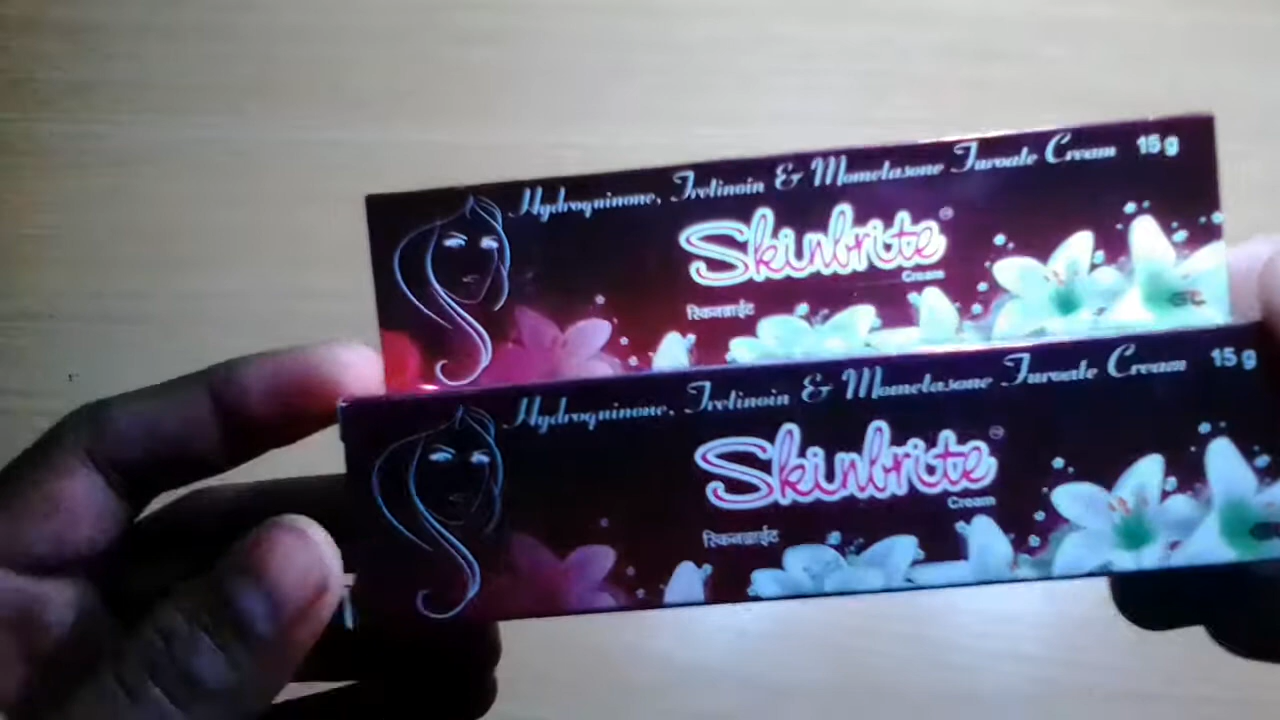 Hydroquinone, Tretinoin & Mometasone Furoate Cream 15 g
Skinbrite
Cream
स्किनब्राईट
Hydroquinone, Tretinoin & Mometasone Furoate Cream 15 g
Skinbrite
Cream
स्किनब्राईट